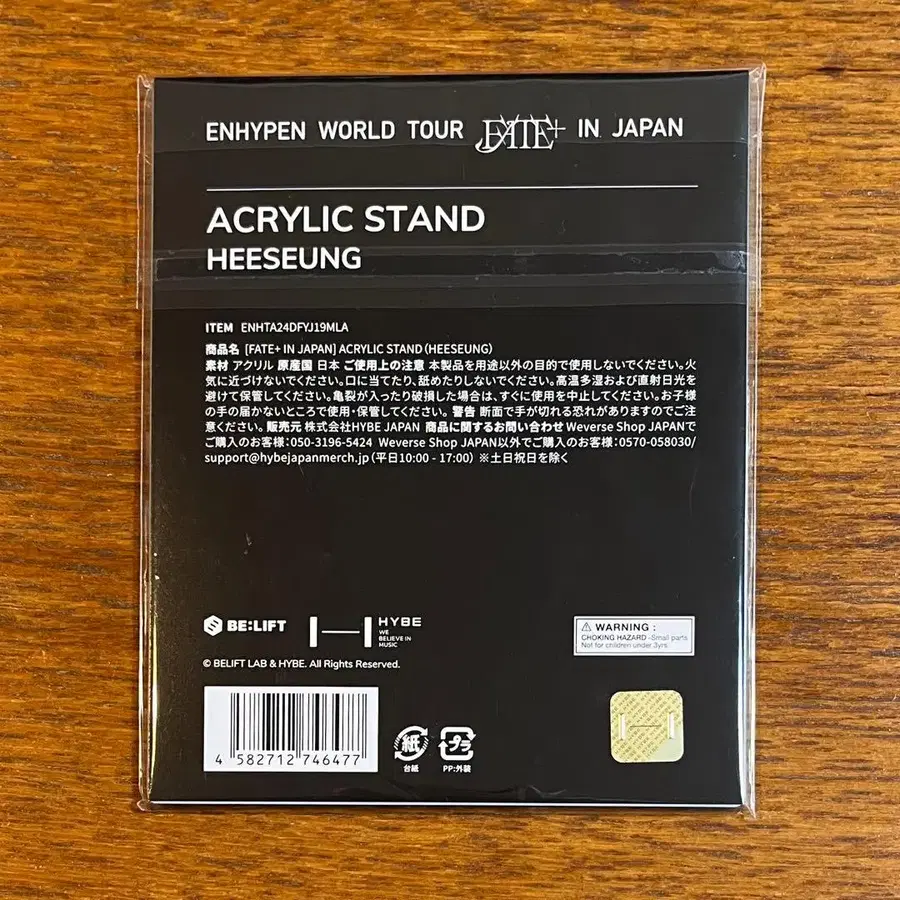 ENHYPEN WORLD TOUR FATE+ IN JAPAN
ACRYLIC STAND
HEESEUNG
ITEM ENHTA24DFYJ19MLA
商品名 [FATE+ IN JAPAN] ACRYLIC STAND (HEESEUNG)
素材 アクリル 原産国 日本 ご使用上の注意 本製品を用途以外の目的で使用しないでください。火
気に近づけないでください。口に当てたり、舐めたりしないでください。高温多湿および直射日光を
避けて保管してください。亀裂が入ったり破損した場合は、すぐに使用を中止してください。お子様
の手の届かないところで使用・保管してください。 警告 断面で手が切れる恐れがありますのでご注
意ください。 販売元 株式会社HYBE JAPAN 商品に関するお問い合わせ Weverse Shop JAPANで
ご購入のお客様：050-3196-5424 Weverse Shop JAPAN以外でご購入のお客様：0570-058030/
support@hybejapanmerch.jp (平日10:00 - 17:00) ※土日祝日を除く
BE:LIFT
HYBE
WE
BELIEVE IN
MUSIC
⚠ WARNING :
CHOKING HAZARD -Small parts
Not for children under 3yrs.
© BELIFT LAB & HYBE. All Rights Reserved.
4 582712 746477
紙
台紙
プラ
PP:外装